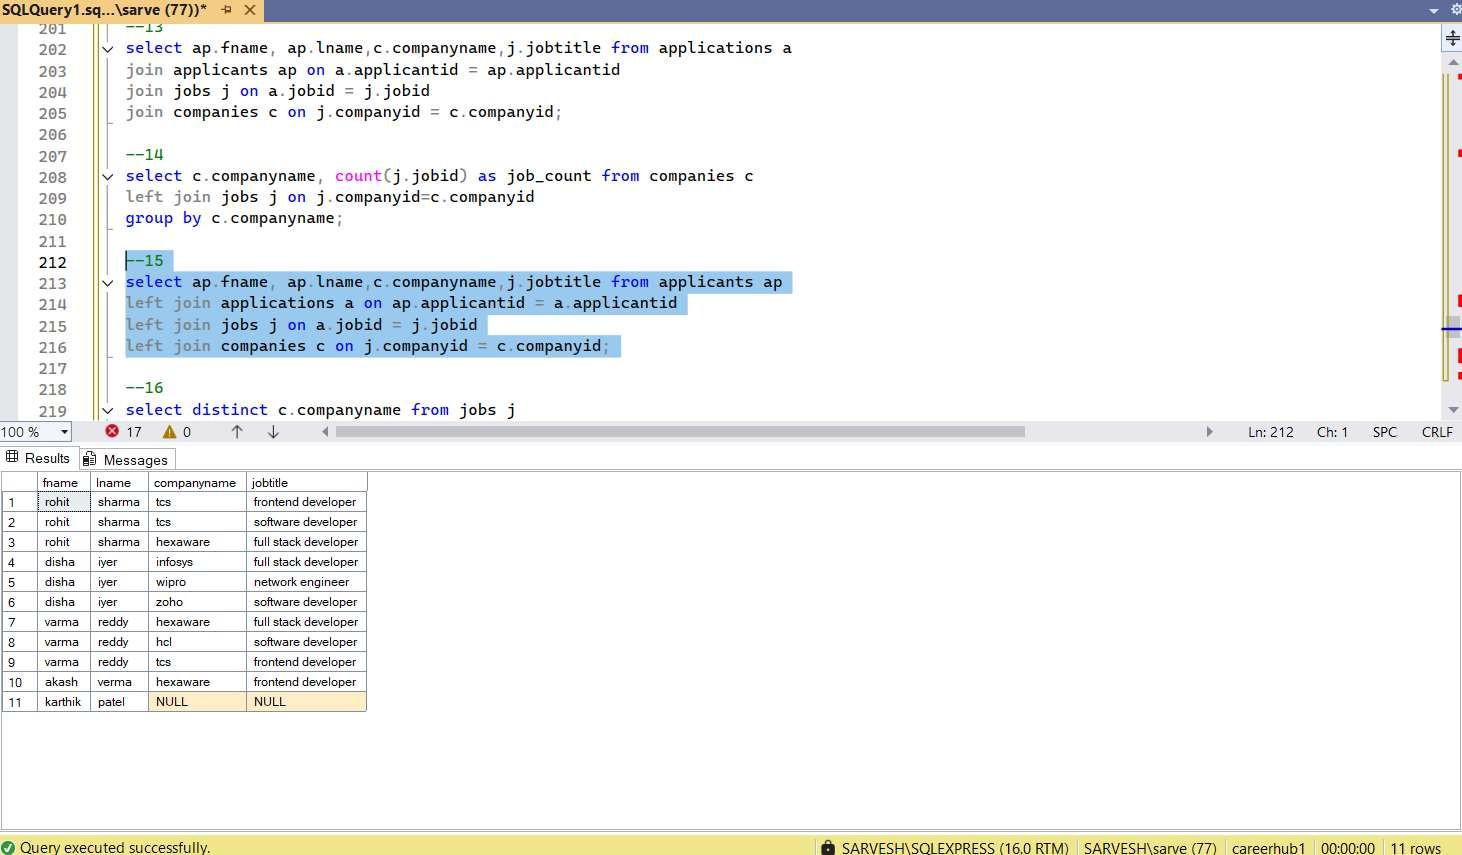 SQLQuery1.sq...\sarve (77))*
201 --13
202 select ap.fname, ap.lname,c.companyname,j.jobtitle from applications a
203 join applicants ap on a.applicantid = ap.applicantid
204 join jobs j on a.jobid = j.jobid
205 join companies c on j.companyid = c.companyid;
206
207 --14
208 select c.companyname, count(j.jobid) as job_count from companies c
209 left join jobs j on j.companyid=c.companyid
210 group by c.companyname;
211
212 --15
213 select ap.fname, ap.lname,c.companyname,j.jobtitle from applicants ap
214 left join applications a on ap.applicantid = a.applicantid
215 left join jobs j on a.jobid = j.jobid
216 left join companies c on j.companyid = c.companyid;
217
218 --16
219 select distinct c.companyname from jobs j
100 % 17 0 Ln: 212 Ch: 1 SPC CRLF
Results Messages
fname lname companyname jobtitle
1 rohit sharma tcs frontend developer
2 rohit sharma tcs software developer
3 rohit sharma hexaware full stack developer
4 disha iyer infosys full stack developer
5 disha iyer wipro network engineer
6 disha iyer zoho software developer
7 varma reddy hexaware full stack developer
8 varma reddy hcl software developer
9 varma reddy tcs frontend developer
10 akash verma hexaware frontend developer
11 karthik patel NULL NULL
Query executed successfully. SARVESH\SQLEXPRESS (16.0 RTM) SARVESH\sarve (77) careerhub1 00:00:00 11 rows